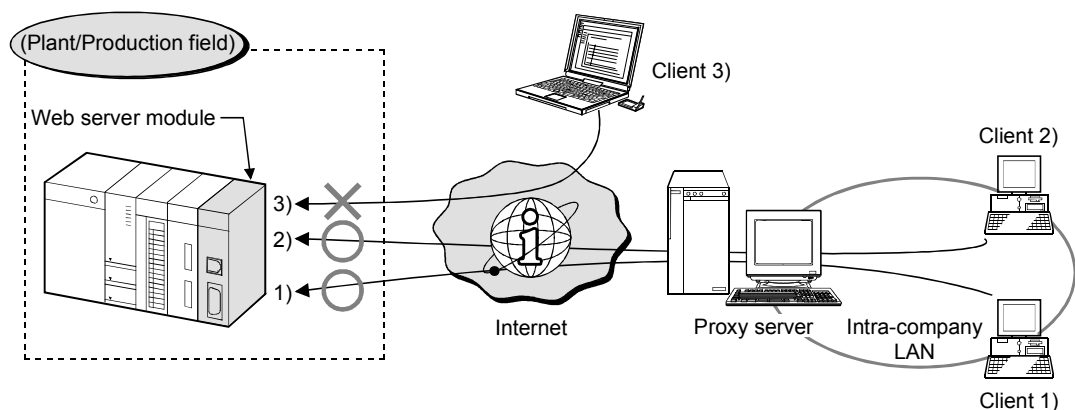 (Plant/Production field)
Web server module
Client 3)
Client 2)
3)
2)
1)
Internet
Proxy server
Intra-company
LAN
Client 1)